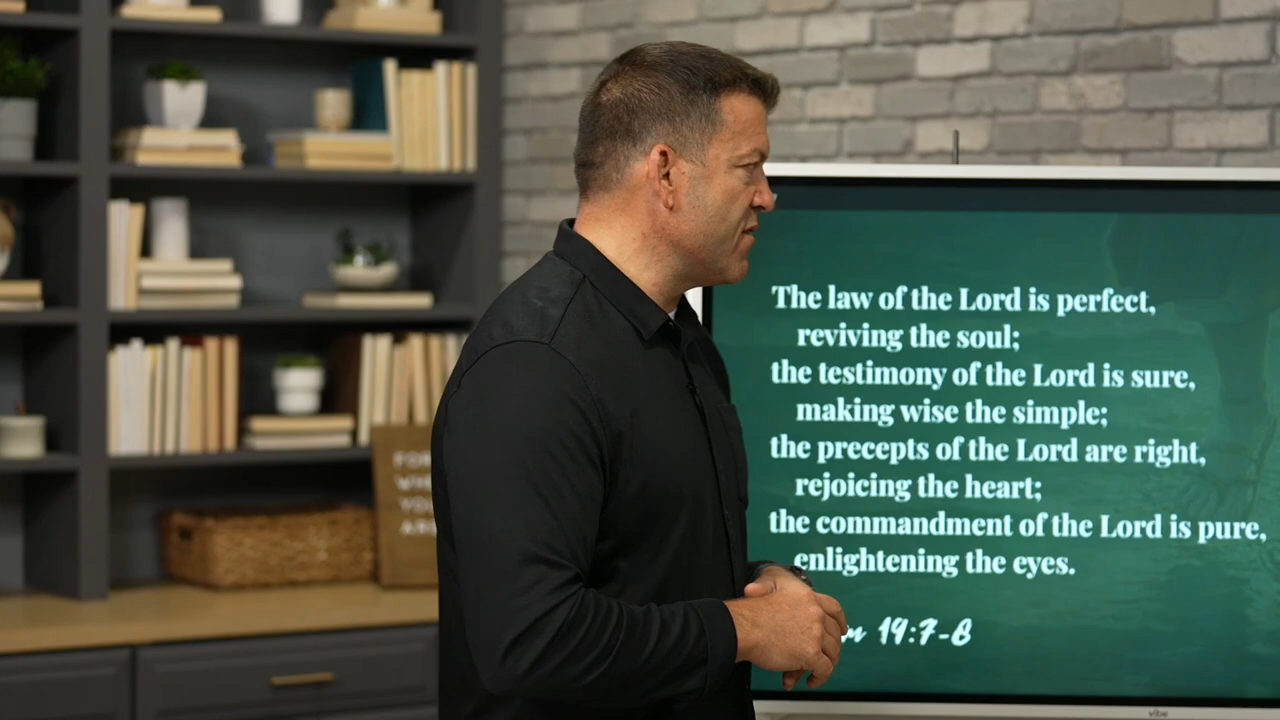 The law of the Lord is perfect,
reviving the soul;
the testimony of the Lord is sure,
making wise the simple;
the precepts of the Lord are right,
rejoicing the heart;
the commandment of the Lord is pure,
enlightening the eyes.
19:7-8
vibe